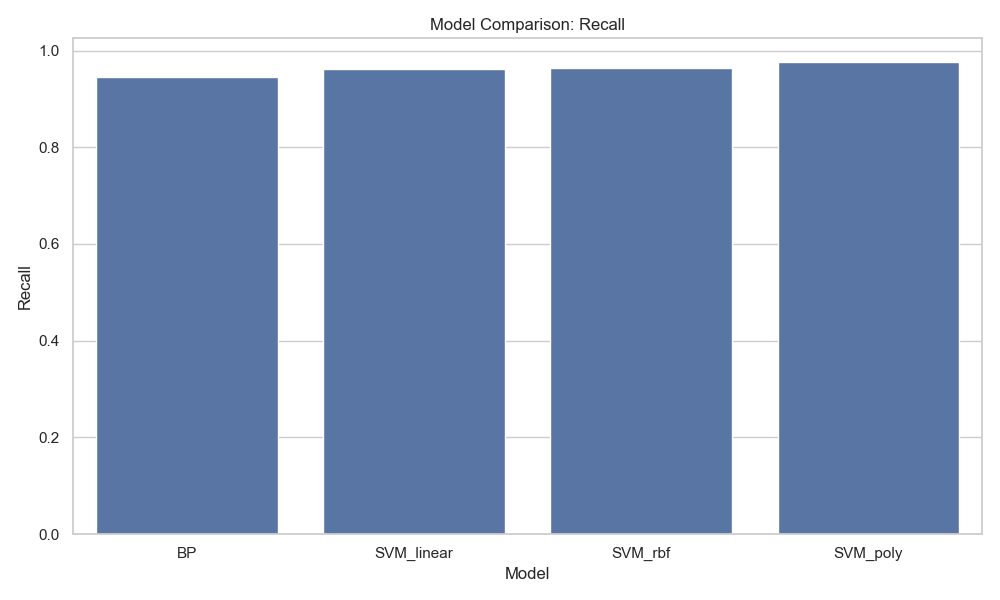 Model Comparison: Recall
1.0
0.8
0.6
0.4
0.2
0.0
Recall
BP
SVM_linear
SVM_rbf
SVM_poly
Model